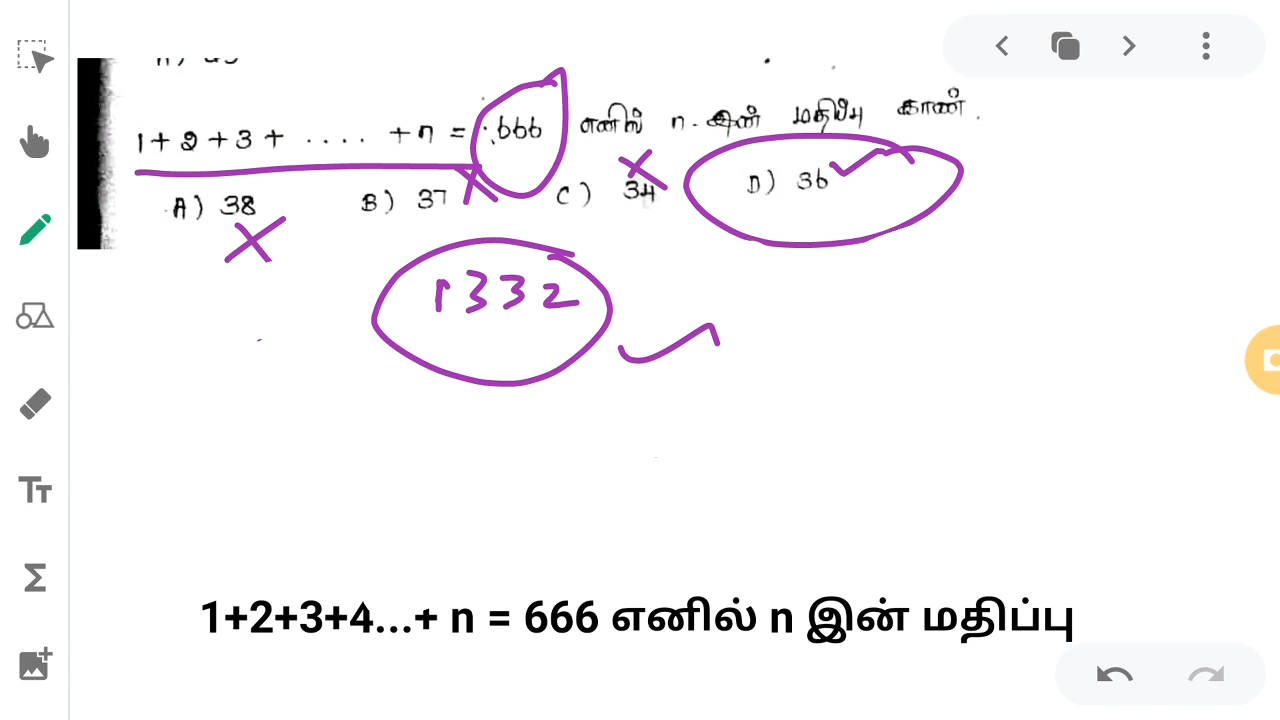 1+2+3+ .... +n = 666 எனில் n-இன் மதிப்பு காண்.
A) 38 B) 37 C) 34 D) 36
1332
Tт
Σ
1+2+3+4...+ n = 666 எனில் n இன் மதிப்பு